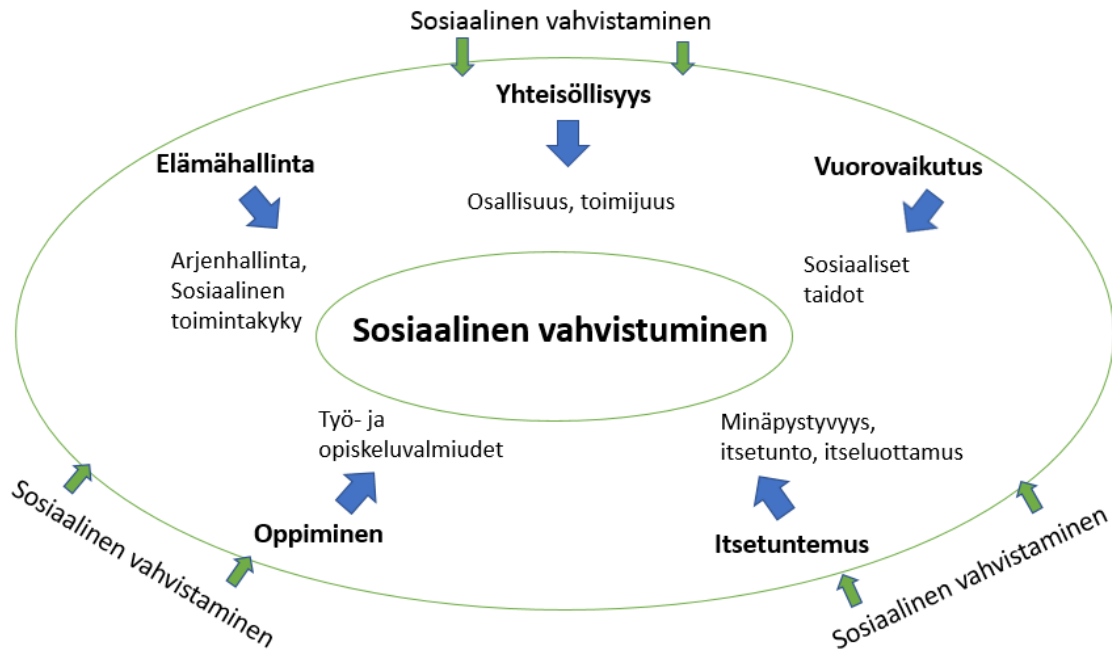 Sosiaalinen vahvistaminen
Yhteisöllisyys
Osallisuus, toimijuus
Elämähallinta
Arjenhallinta,
Sosiaalinen
toimintakyky
Vuorovaikutus
Sosiaaliset
taidot
Sosiaalinen vahvistuminen
Työ- ja
opiskeluvalmiudet
Oppiminen
Minäpystyvyys,
itsetunto, itseluottamus
Itsetuntemus
Sosiaalinen vahvistaminen
Sosiaalinen vahvistaminen